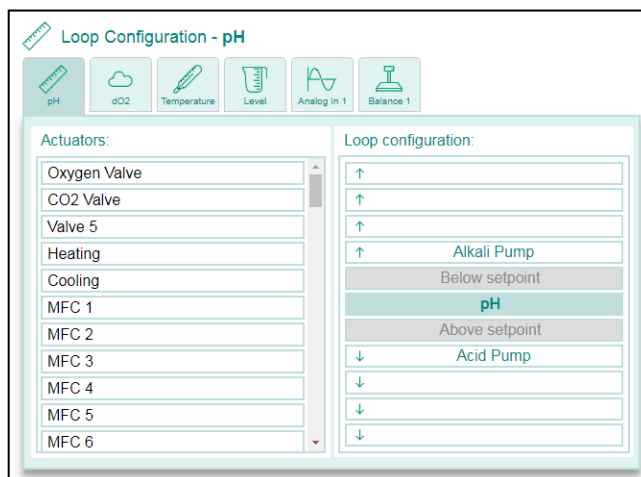 Loop Configuration - pH
pH
dO2
Temperature
Level
Analog In 1
Balance 1
Actuators:
Oxygen Valve
CO2 Valve
Valve 5
Heating
Cooling
MFC 1
MFC 2
MFC 3
MFC 4
MFC 5
MFC 6
Loop configuration:
↑
↑
↑
↑ Alkali Pump
Below setpoint
pH
Above setpoint
↓ Acid Pump
↓
↓
↓